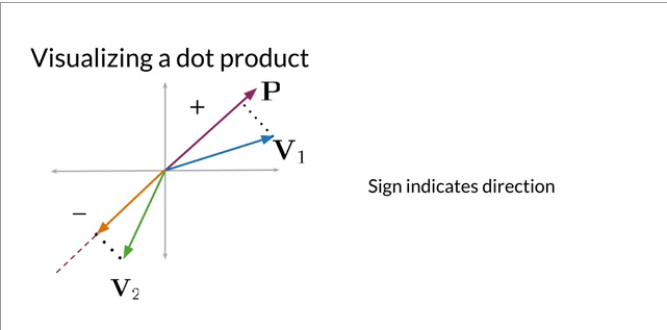 Visualizing a dot product
P
+
V₁
Sign indicates direction
−
V₂